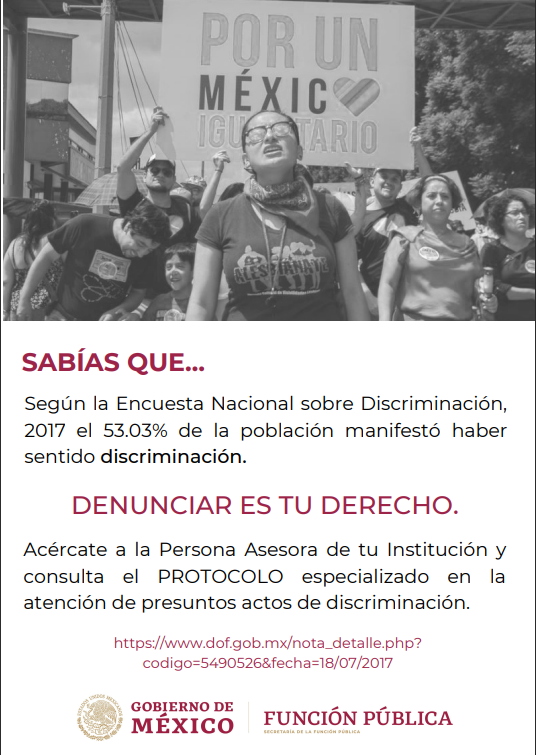 POR UN
MÉXICO
IGUALITARIO
ALESBIANATE
SABÍAS QUE...
Según la Encuesta Nacional sobre Discriminación,
2017 el 53.03% de la población manifestó haber
sentido discriminación.
DENUNCIAR ES TU DERECHO.
Acércate a la Persona Asesora de tu Institución y
consulta el PROTOCOLO especializado en la
atención de presuntos actos de discriminación.
https://www.dof.gob.mx/nota_detalle.php?
codigo=5490526&fecha=18/07/2017
GOBIERNO DE
MÉXICO
FUNCIÓN PÚBLICA
SECRETARÍA DE LA FUNCIÓN PÚBLICA